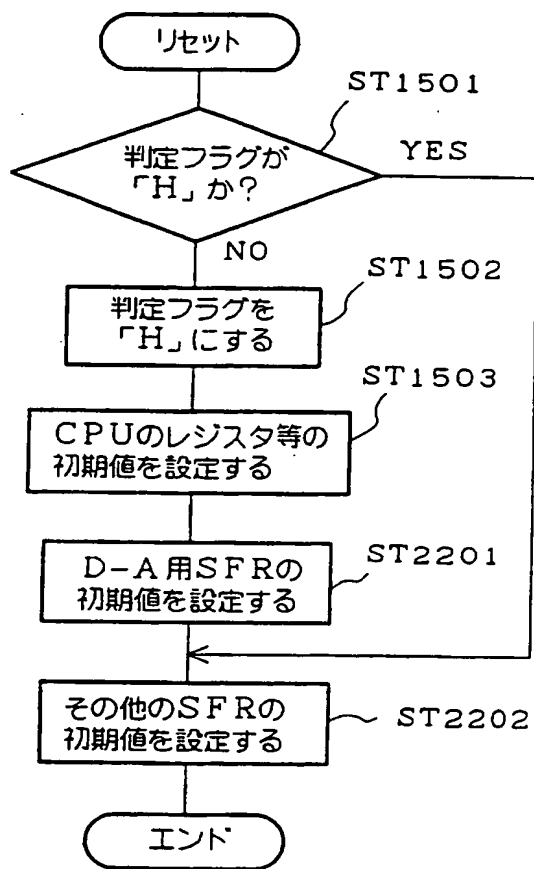 リセット
ST1501
判定フラグが
「H」か?
YES
NO
ST1502
判定フラグを
「H」にする
ST1503
CPUのレジスタ等の
初期値を設定する
ST2201
D-A用SFRの
初期値を設定する
その他のSFRの
初期値を設定する
ST2202
エンド